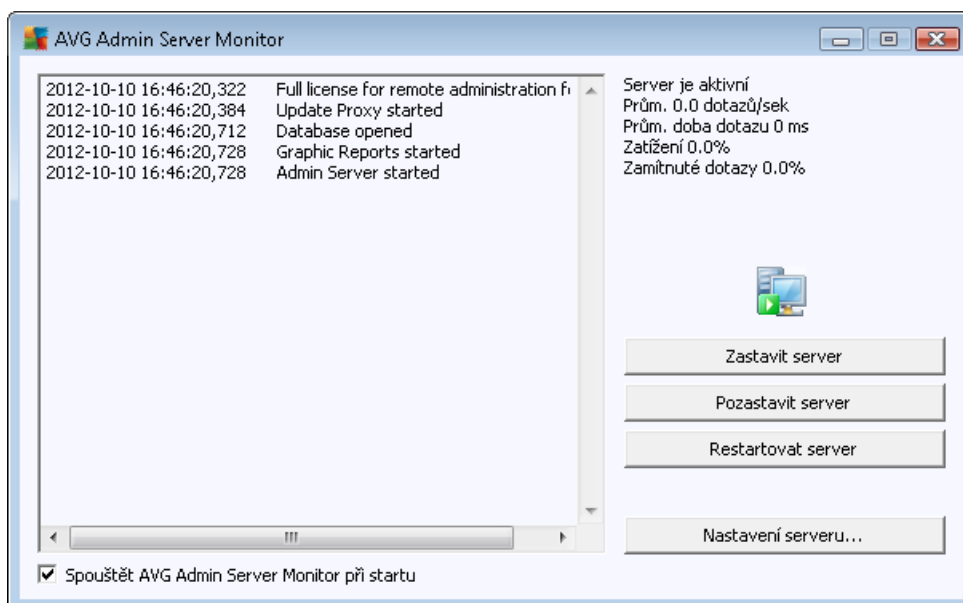 AVG Admin Server Monitor
2012-10-10 16:46:20,322 Full license for remote administration
2012-10-10 16:46:20,384 Update Proxy started
2012-10-10 16:46:20,712 Database opened
2012-10-10 16:46:20,728 Graphic Reports started
2012-10-10 16:46:20,728 Admin Server started
Server je aktivní
Prům. 0.0 dotazů/sek
Prům. doba dotazu 0 ms
Zatížení 0.0%
Zamítnuté dotazy 0.0%
Zastavit server
Pozastavit server
Restartovat server
Nastavení serveru...
Spouštět AVG Admin Server Monitor při startu